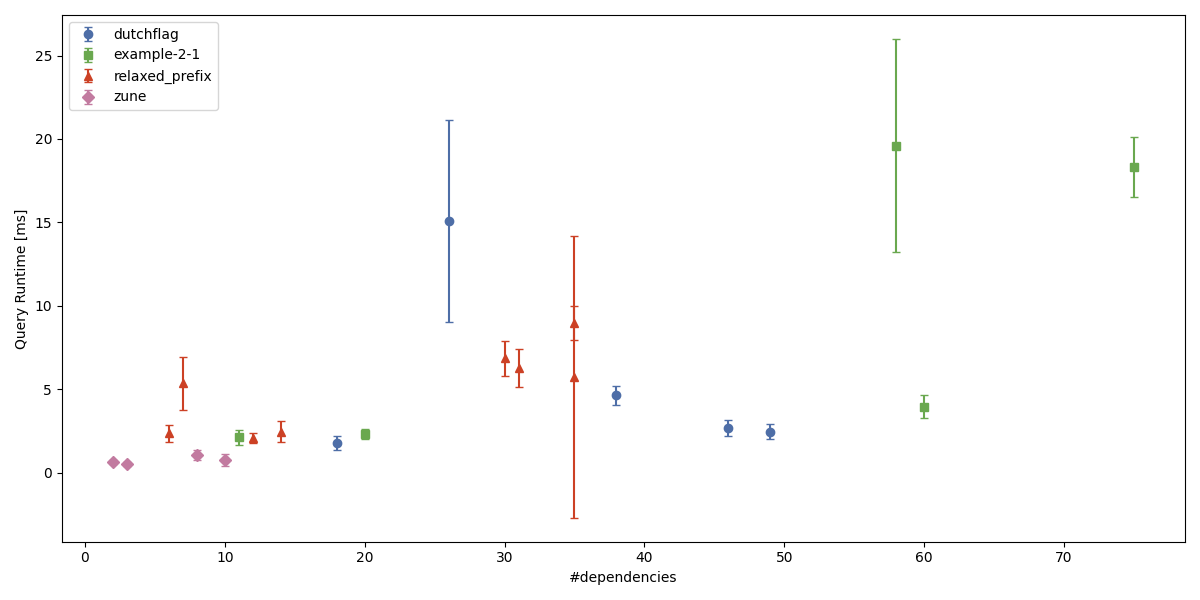 dutchflag
example-2-1
relaxed_prefix
zune
Query Runtime [ms]
25
20
15
10
5
0
0 10 20 30 40 50 60 70
#dependencies